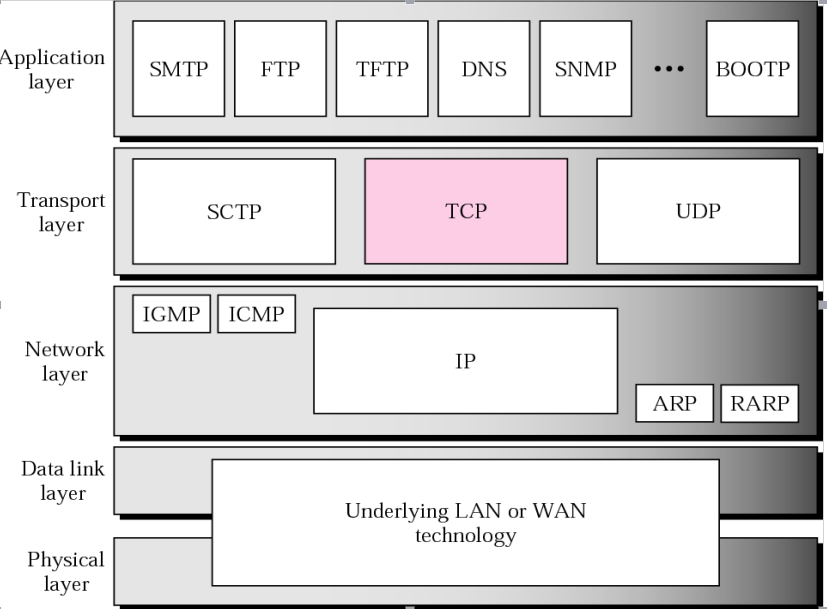 Application
layer
SMTP
FTP
TFTP
DNS
SNMP
•••
BOOTP
Transport
layer
SCTP
TCP
UDP
Network
layer
IGMP
ICMP
IP
ARP
RARP
Data link
layer
Underlying LAN or WAN
technology
Physical
layer